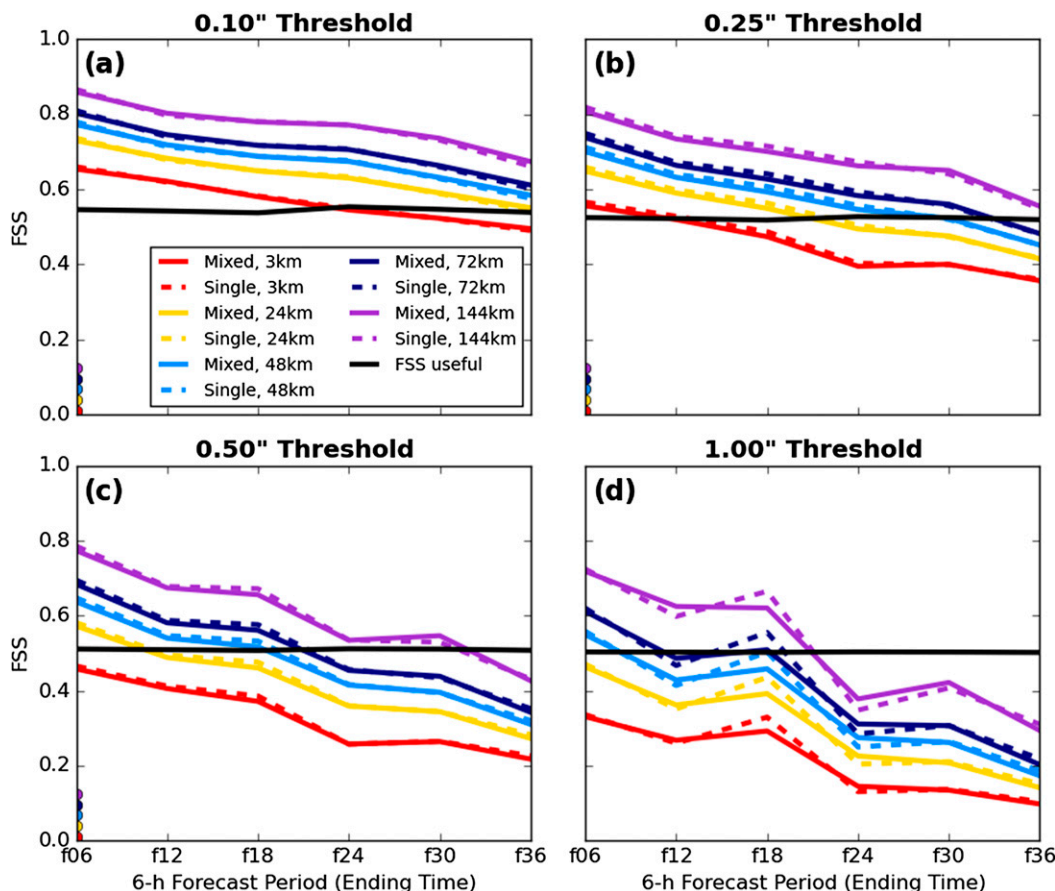 0.10" Threshold
0.25" Threshold
(a)
(b)
1.0
0.8
0.6
0.4
0.2
0.0
FSS
Mixed, 3km
Single, 3km
Mixed, 24km
Single, 24km
Mixed, 48km
Single, 48km
Mixed, 72km
Single, 72km
Mixed, 144km
Single, 144km
FSS useful
0.50" Threshold
1.00" Threshold
(c)
(d)
1.0
0.8
0.6
0.4
0.2
0.0
FSS
f06 f12 f18 f24 f30 f36
6-h Forecast Period (Ending Time)
f06 f12 f18 f24 f30 f36
6-h Forecast Period (Ending Time)